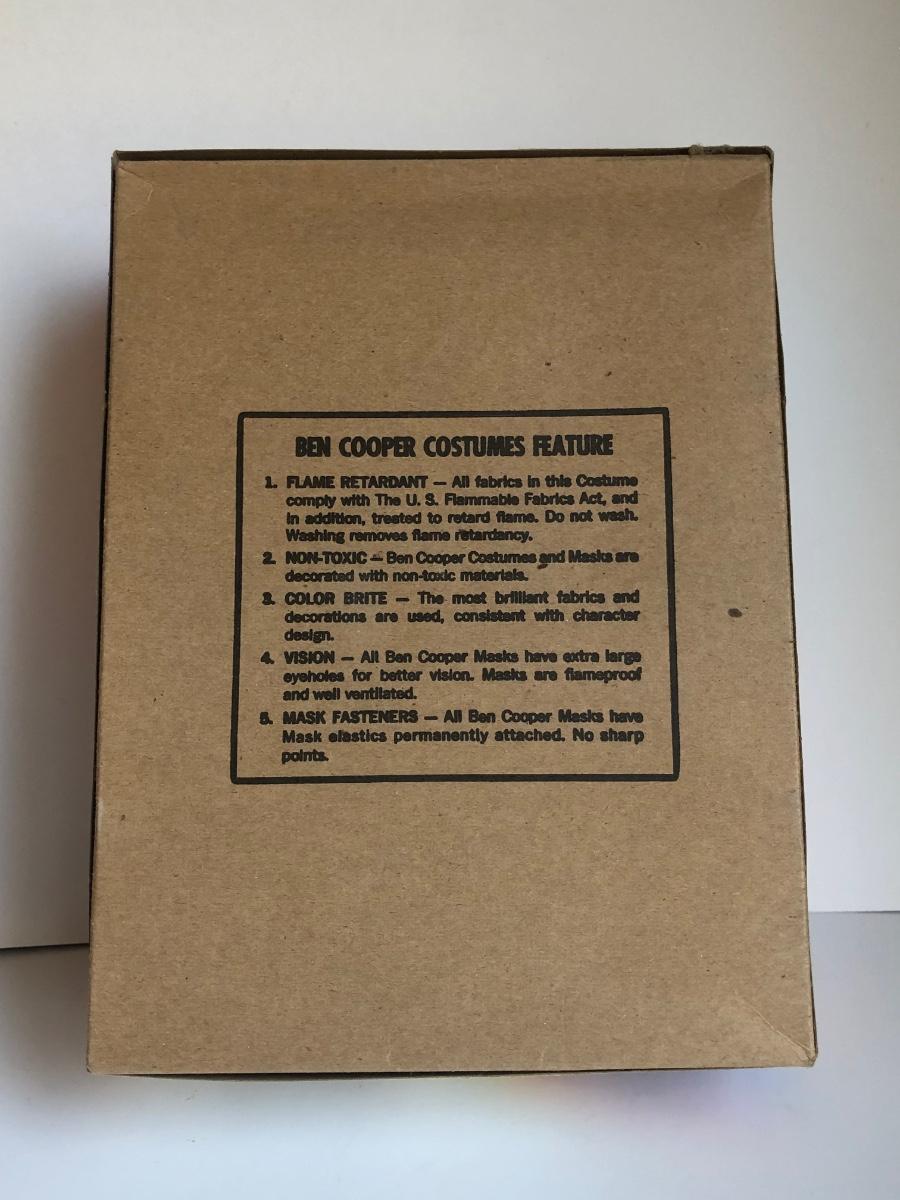 BEN COOPER COSTUMES FEATURE
1. FLAME RETARDANT — All fabrics in this Costume
comply with The U. S. Flammable Fabrics Act, and
in addition, treated to retard flame. Do not wash.
Washing removes flame retardancy.
2. NON-TOXIC — Ben Cooper Costumes and Masks are
decorated with non-toxic materials.
3. COLOR BRITE — The most brilliant fabrics and
decorations are used, consistent with character
design.
4. VISION — All Ben Cooper Masks have extra large
eyeholes for better vision. Masks are flameproof
and well ventilated.
5. MASK FASTENERS — All Ben Cooper Masks have
Mask elastics permanently attached. No sharp
points.